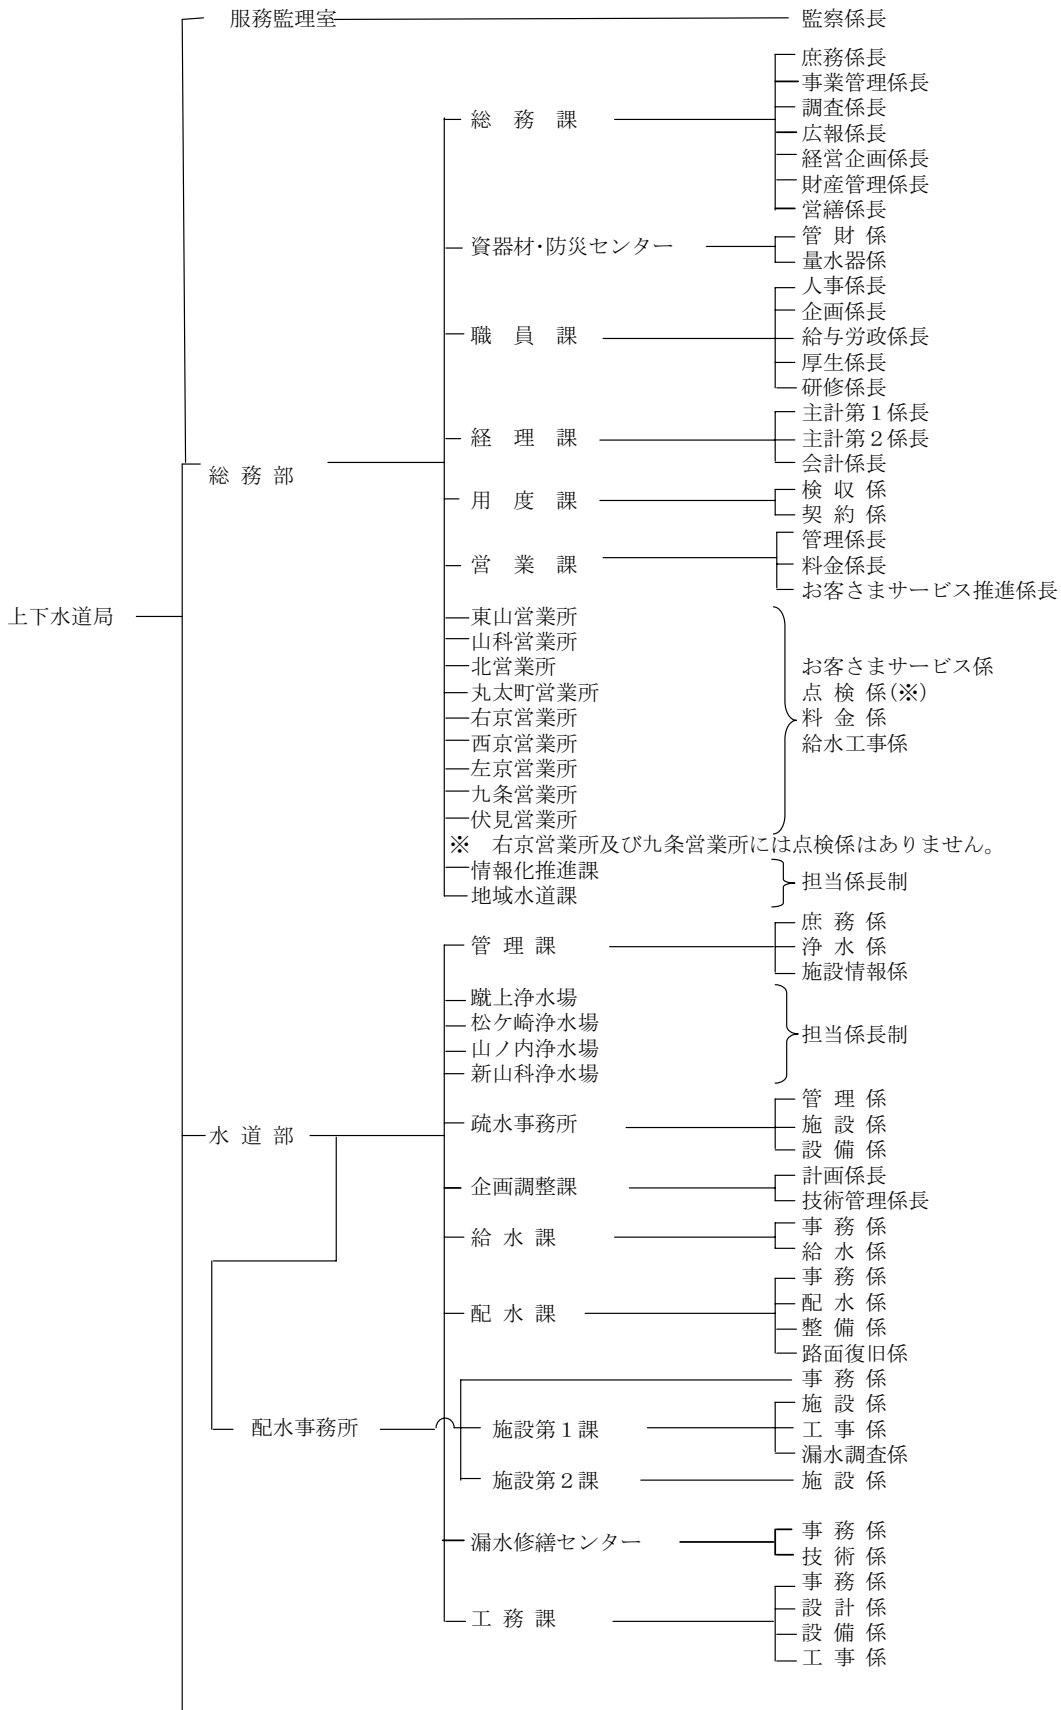 服務監理室 監察係長
庶務係長
事業管理係長
総務課 調査係長
広報係長
経営企画係長
財産管理係長
営繕係長
資器材・防災センター 管財係
量水器係
人事係長
企画係長
職員課 給与労政係長
厚生係長
研修係長
主計第１係長
経理課 主計第２係長
会計係長
総務部
用度課 検収係
契約係
管理係長
営業課 料金係長
お客さまサービス推進係長
上下水道局
東山営業所
山科営業所
北営業所 お客さまサービス係
丸太町営業所 点検係(※)
右京営業所 料金係
西京営業所 給水工事係
左京営業所
九条営業所
伏見営業所
※　右京営業所及び九条営業所には点検係はありません。
情報化推進課 担当係長制
地域水道課
庶務係
管理課 浄水係
施設情報係
蹴上浄水場
松ケ崎浄水場 担当係長制
山ノ内浄水場
新山科浄水場
管理係
水道部 疏水事務所 施設係
設備係
企画調整課 計画係長
技術管理係長
給水課 事務係
給水係
事務係
配水課 配水係
整備係
路面復旧係
事務係
施設係
配水事務所 施設第１課 工事係
漏水調査係
施設第２課 施設係
漏水修繕センター 事務係
技術係
事務係
工務課 設計係
設備係
工事係